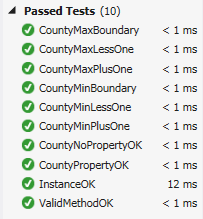 Passed Tests (10)
CountyMaxBoundary < 1 ms
CountyMaxLessOne < 1 ms
CountyMaxPlusOne < 1 ms
CountyMinBoundary < 1 ms
CountyMinLessOne < 1 ms
CountyMinPlusOne < 1 ms
CountyNoPropertyOK < 1 ms
CountyPropertyOK < 1 ms
InstanceOK 12 ms
ValidMethodOK < 1 ms